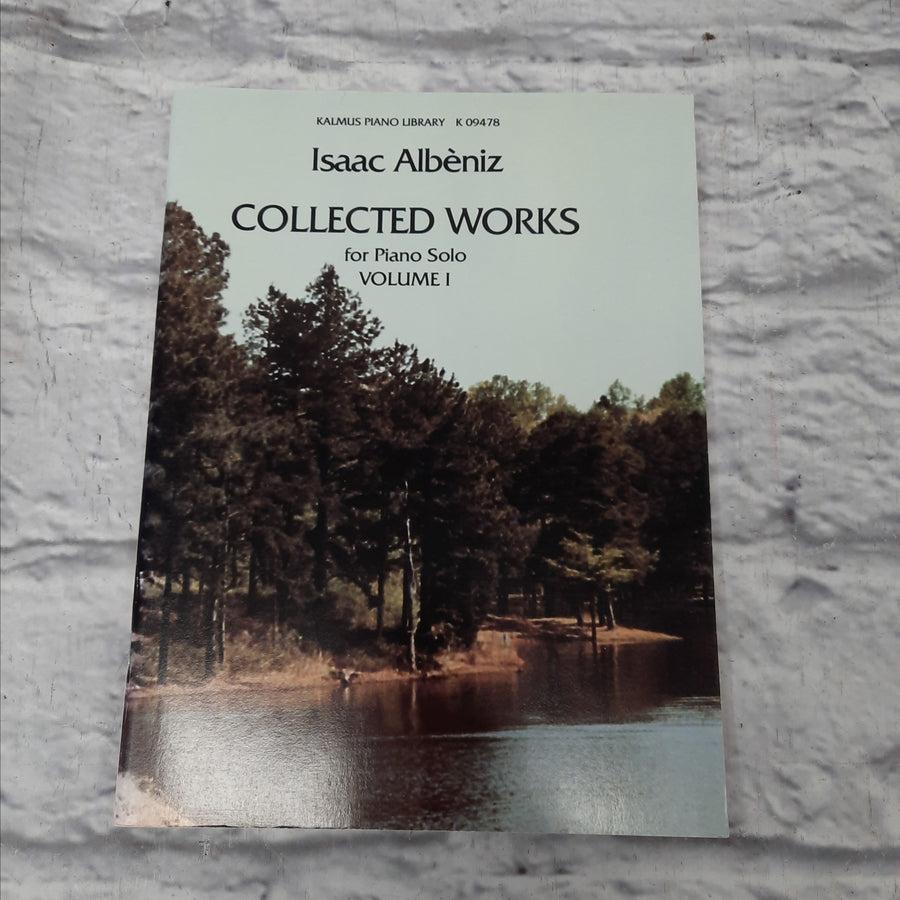 KALMUS PIANO LIBRARY K 09478
Isaac Albèniz
COLLECTED WORKS
for Piano Solo
VOLUME I